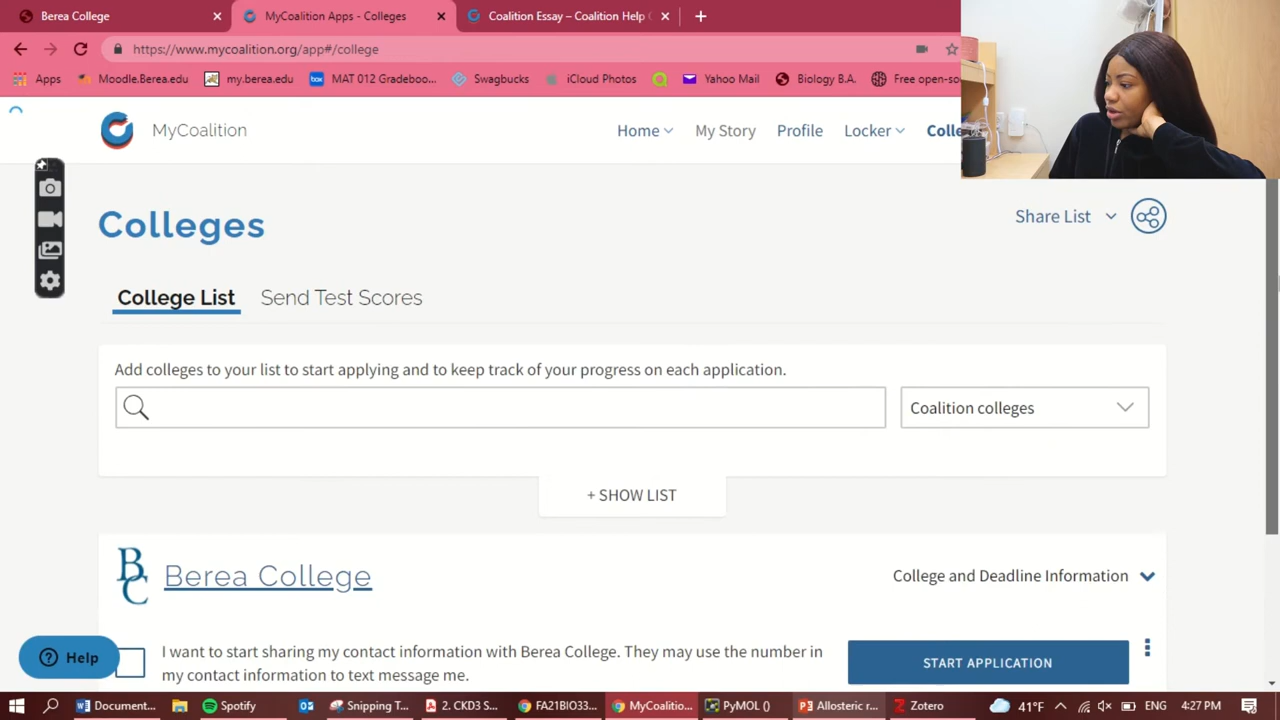 Berea College
MyCoalition Apps - Colleges
Coalition Essay – Coalition Help C
https://www.mycoalition.org/app#/college
Apps
Moodle.Berea.edu
my.berea.edu
box
MAT 012 Gradeboo...
Swagbucks
iCloud Photos
Yahoo Mail
Biology B.A.
Free open-so
MyCoalition
Home
My Story
Profile
Locker
Colle
Colleges
Share List
College List
Send Test Scores
Add colleges to your list to start applying and to keep track of your progress on each application.
Coalition colleges
+ SHOW LIST
BC
Berea College
College and Deadline Information
Help
I want to start sharing my contact information with Berea College. They may use the number in
my contact information to text message me.
START APPLICATION
Document...
Spotify
Snipping T...
2. CKD3 S...
FA21BIO33...
MyCoalitio...
PyMOL ()
Allosteric r...
Zotero
41°F
ENG
4:27 PM